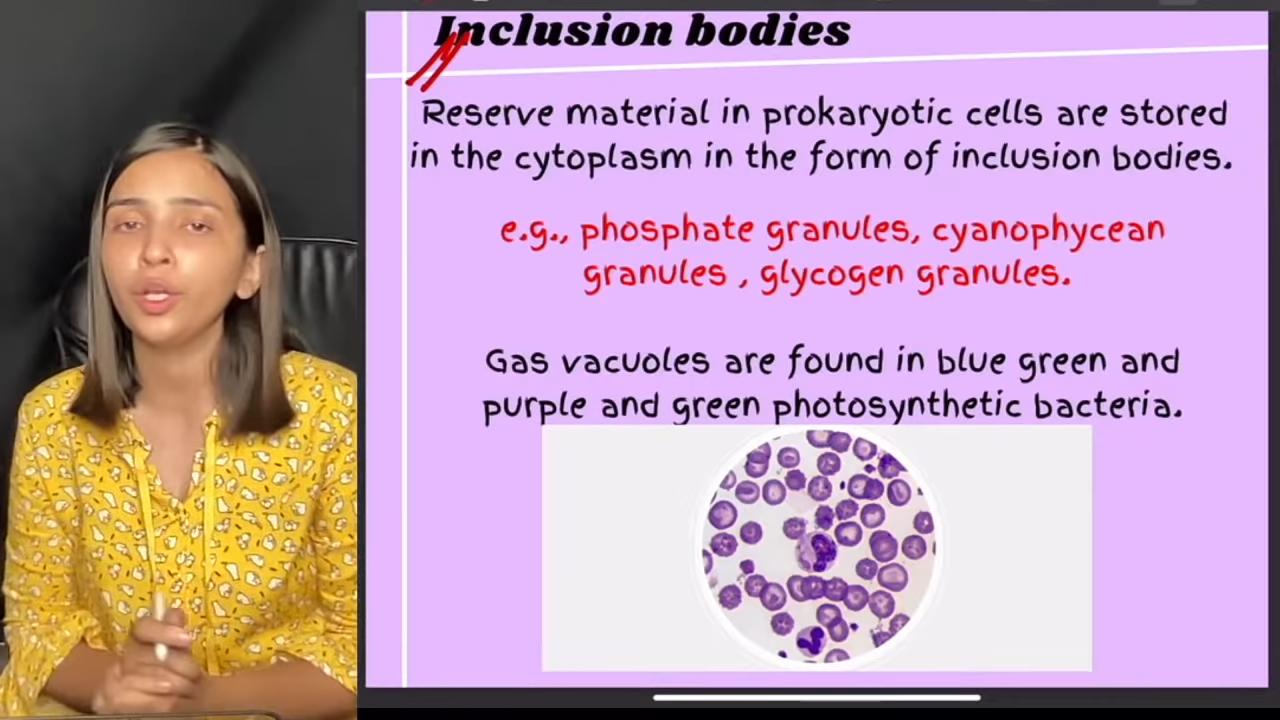 Inclusion bodies
Reserve material in prokaryotic cells are stored
in the cytoplasm in the form of inclusion bodies.
e.g., phosphate granules, cyanophycean
granules , glycogen granules.
Gas vacuoles are found in blue green and
purple and green photosynthetic bacteria.